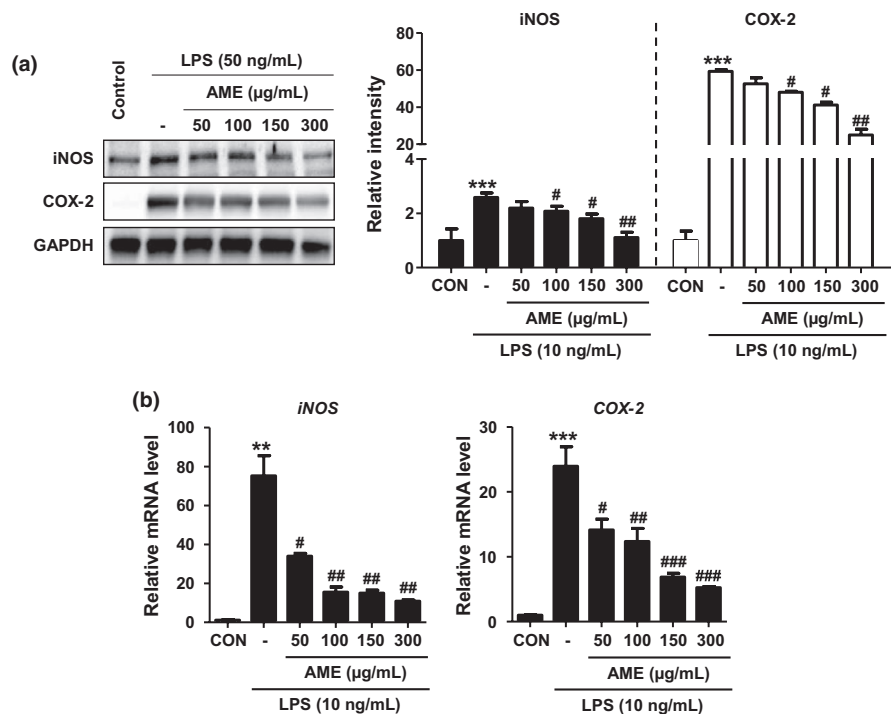 (a)
Control
LPS (50 ng/mL)
AME (µg/mL)
- 50 100 150 300
iNOS
COX-2
GAPDH
iNOS COX-2
Relative intensity
60
40
20
4
2
0
*** # # ##
*** # # ##
CON - 50 100 150 300 CON - 50 100 150 300
AME (µg/mL) AME (µg/mL)
LPS (10 ng/mL) LPS (10 ng/mL)
(b)
iNOS
Relative mRNA level
100
80
60
40
20
0
** # ## ## ##
CON - 50 100 150 300
AME (µg/mL)
LPS (10 ng/mL)
COX-2
Relative mRNA level
30
20
10
0
*** # ## ### ###
CON - 50 100 150 300
AME (µg/mL)
LPS (10 ng/mL)